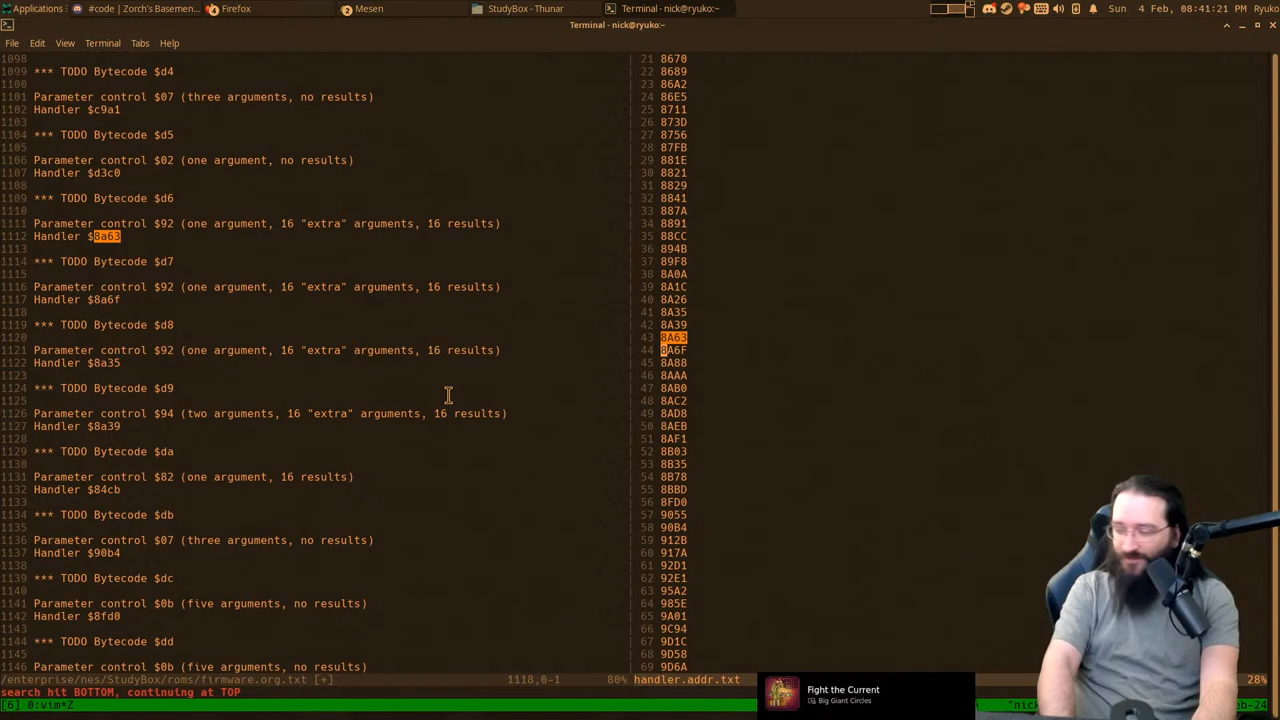 Applications
#code | Zorch's Basemen...
Firefox
Mesen
StudyBox - Thunar
Terminal - nick@ryuko:~
Sun 4 Feb, 08:41:21 PM Ryuko
Terminal - nick@ryuko:~
File Edit View Terminal Tabs Help
1098
1099 *** TODO Bytecode $d4
1100
1101 Parameter control $07 (three arguments, no results)
1102 Handler $c9a1
1103
1104 *** TODO Bytecode $d5
1105
1106 Parameter control $02 (one argument, no results)
1107 Handler $d3c0
1108
1109 *** TODO Bytecode $d6
1110
1111 Parameter control $92 (one argument, 16 "extra" arguments, 16 results)
1112 Handler $8a63
1113
1114 *** TODO Bytecode $d7
1115
1116 Parameter control $92 (one argument, 16 "extra" arguments, 16 results)
1117 Handler $8a6f
1118
1119 *** TODO Bytecode $d8
1120
1121 Parameter control $92 (one argument, 16 "extra" arguments, 16 results)
1122 Handler $8a35
1123
1124 *** TODO Bytecode $d9
1125
1126 Parameter control $94 (two arguments, 16 "extra" arguments, 16 results)
1127 Handler $8a39
1128
1129 *** TODO Bytecode $da
1130
1131 Parameter control $82 (one argument, 16 results)
1132 Handler $84cb
1133
1134 *** TODO Bytecode $db
1135
1136 Parameter control $07 (three arguments, no results)
1137 Handler $90b4
1138
1139 *** TODO Bytecode $dc
1140
1141 Parameter control $0b (five arguments, no results)
1142 Handler $8fd0
1143
1144 *** TODO Bytecode $dd
1145
1146 Parameter control $0b (five arguments, no results)
/enterprise/nes/StudyBox/roms/firmware.org.txt [+] 1118,0-1 80%
search hit BOTTOM, continuing at TOP
[6] 0:vim*Z
21 8670
22 8689
23 86A2
24 86E5
25 8711
26 873D
27 8756
28 87FB
29 881E
30 8821
31 8829
32 8841
33 887A
34 8891
35 88CC
36 894B
37 89F8
38 8A0A
39 8A1C
40 8A26
41 8A35
42 8A39
43 8A63
44 8A6F
45 8A88
46 8AAA
47 8AB0
48 8AC2
49 8AD8
50 8AEB
51 8AF1
52 8B03
53 8B35
54 8B78
55 8BBD
56 8FD0
57 9055
58 90B4
59 912B
60 917A
61 92D1
62 92E1
63 95A2
64 985E
65 9A01
66 9C94
67 9D1C
68 9D58
69 9D6A
handler.addr.txt 28%
"nick
eb-24
Fight the Current
Big Giant Circles